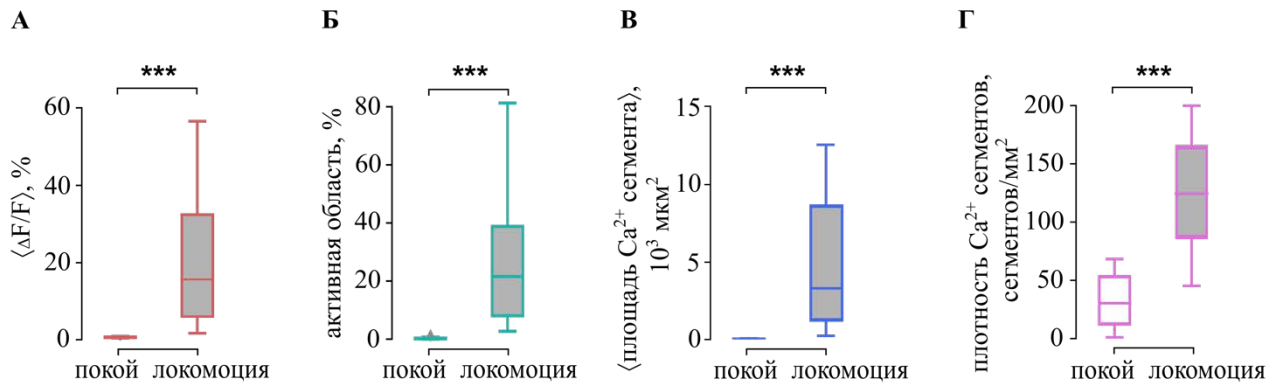 А
Б
В
Г
⟨ΔF/F⟩, %
60
40
20
0
***
покой
локомоция
активная область, %
80
60
40
20
0
***
покой
локомоция
⟨площадь Ca²⁺ сегмента⟩,
10³ мкм²
15
10
5
0
***
покой
локомоция
плотность Ca²⁺ сегментов,
сегментов/мм²
200
150
100
50
0
***
покой
локомоция